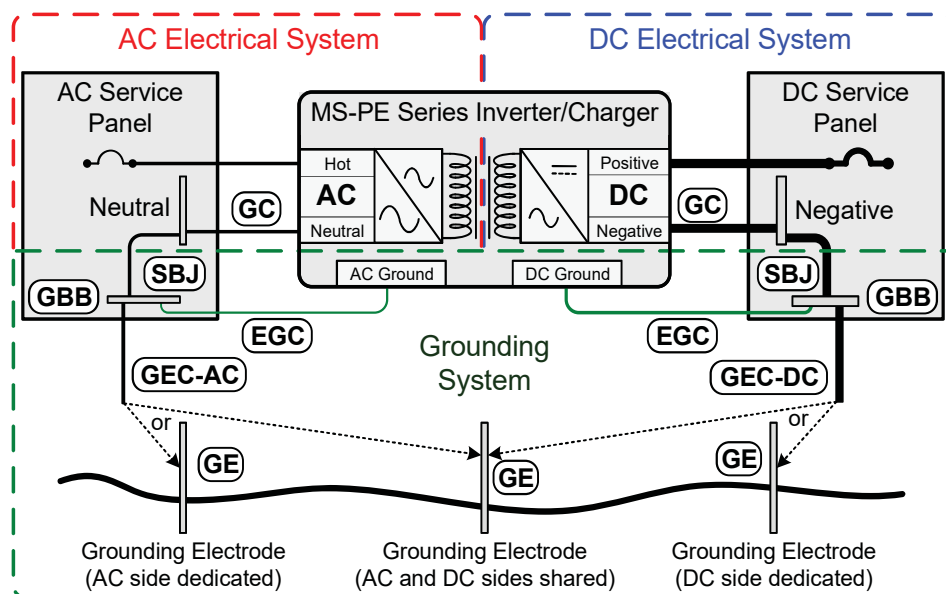 AC Electrical System
DC Electrical System
AC Service
Panel
MS-PE Series Inverter/Charger
DC Service
Panel
Hot
AC
Neutral
Positive
DC
Negative
Neutral
GC
GC
Negative
SBJ
AC Ground
DC Ground
SBJ
GBB
GBB
EGC
EGC
Grounding
System
GEC-AC
GEC-DC
or
or
GE
GE
GE
Grounding Electrode
(AC side dedicated)
Grounding Electrode
(AC and DC sides shared)
Grounding Electrode
(DC side dedicated)